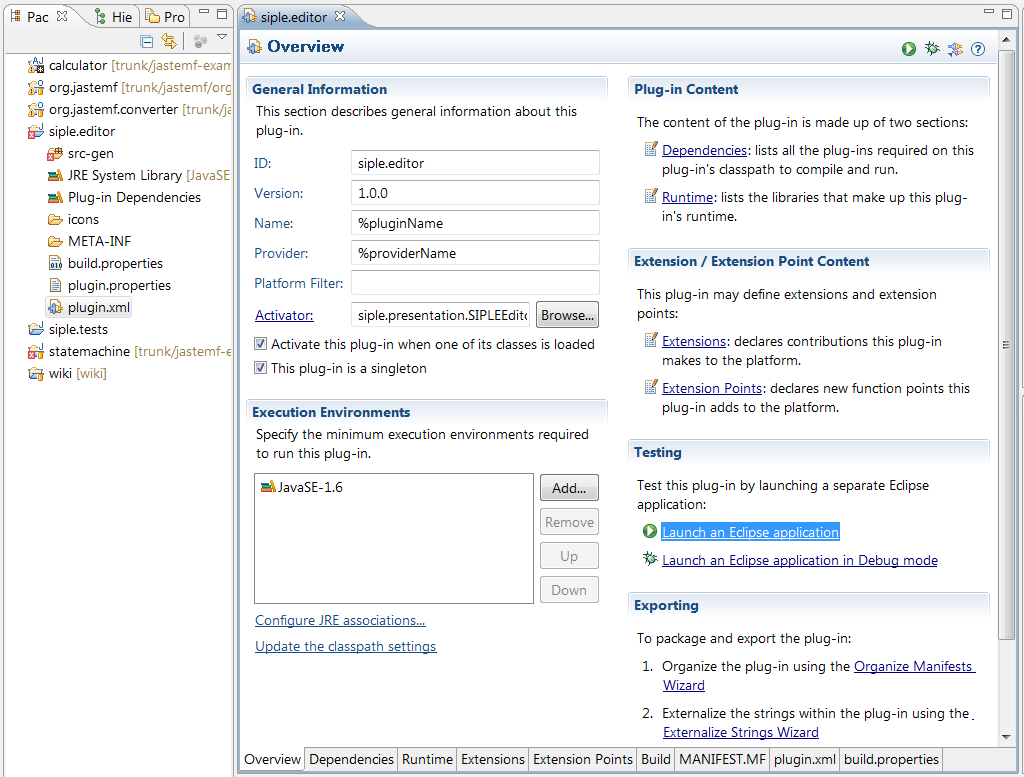 Pac
Hie
Pro
calculator [trunk/jastemf-exam
org.jastemf [trunk/jastemf/org
org.jastemf.converter [trunk/ja
siple.editor
src-gen
JRE System Library [JavaSE
Plug-in Dependencies
icons
META-INF
build.properties
plugin.properties
plugin.xml
siple.tests
statemachine [trunk/jastemf-e
wiki [wiki]
siple.editor
Overview
General Information
This section describes general information about this
plug-in.
ID: siple.editor
Version: 1.0.0
Name: %pluginName
Provider: %providerName
Platform Filter:
Activator: siple.presentation.SIPLEEdito Browse...
Activate this plug-in when one of its classes is loaded
This plug-in is a singleton
Execution Environments
Specify the minimum execution environments required
to run this plug-in.
JavaSE-1.6
Add...
Remove
Up
Down
Configure JRE associations...
Update the classpath settings
Plug-in Content
The content of the plug-in is made up of two sections:
Dependencies: lists all the plug-ins required on this
plug-in's classpath to compile and run.
Runtime: lists the libraries that make up this plug-
in's runtime.
Extension / Extension Point Content
This plug-in may define extensions and extension
points:
Extensions: declares contributions this plug-in
makes to the platform.
Extension Points: declares new function points this
plug-in adds to the platform.
Testing
Test this plug-in by launching a separate Eclipse
application:
Launch an Eclipse application
Launch an Eclipse application in Debug mode
Exporting
To package and export the plug-in:
1. Organize the plug-in using the Organize Manifests
Wizard
2. Externalize the strings within the plug-in using the
Externalize Strings Wizard
Overview Dependencies Runtime Extensions Extension Points Build MANIFEST.MF plugin.xml build.properties